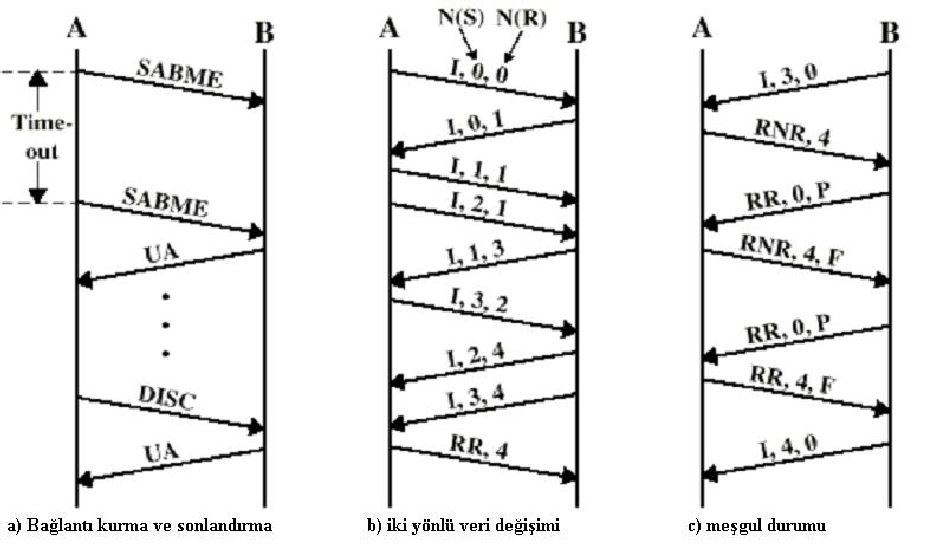 A
B
SABME
Time-
out
SABME
UA
DISC
UA
a) Bağlantı kurma ve sonlandırma
N(S) N(R)
A
B
I, 0, 0
I, 0, 1
I, 1, 1
I, 2, 1
I, 1, 3
I, 3, 2
I, 2, 4
I, 3, 4
RR, 4
b) iki yönlü veri değişimi
A
B
I, 3, 0
RNR, 4
RR, 0, P
RNR, 4, F
RR, 0, P
RR, 4, F
I, 4, 0
c) meşgul durumu